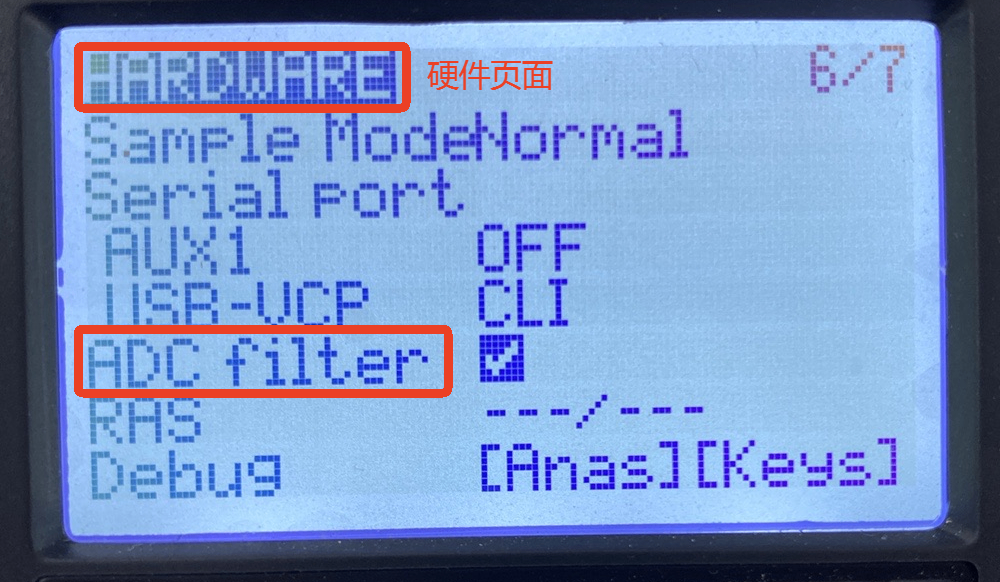 HARDWARE 硬件页面 6/7
Sample ModeNormal
Serial port
AUX1 OFF
USB-VCP CLI
ADC filter
RAS ---/---
Debug [Anas][Keys]